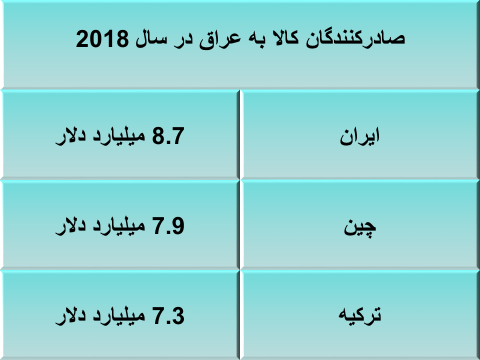 صادرکنندگان کالا به عراق در سال 2018
ایران
8.7 میلیارد دلار
چین
7.9 میلیارد دلار
ترکیه
7.3 میلیارد دلار